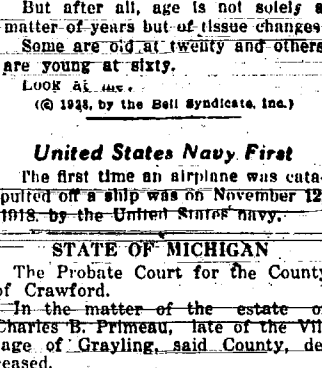 But after all, age is not solely a
matter of years but of tissue changes
Some are old at twenty and others
are young at sixty.
Look at me.
(© 1928, by the Bell Syndicate, Inc.)
United States Navy First
The first time an airplane was cata-
pulted off a ship was on November 12
1918, by the United States navy.
STATE OF MICHIGAN
The Probate Court for the County
of Crawford.
In the matter of the estate of
Charles B. Primeau, late of the Vil-
lage of Grayling, said County, de-
ceased.